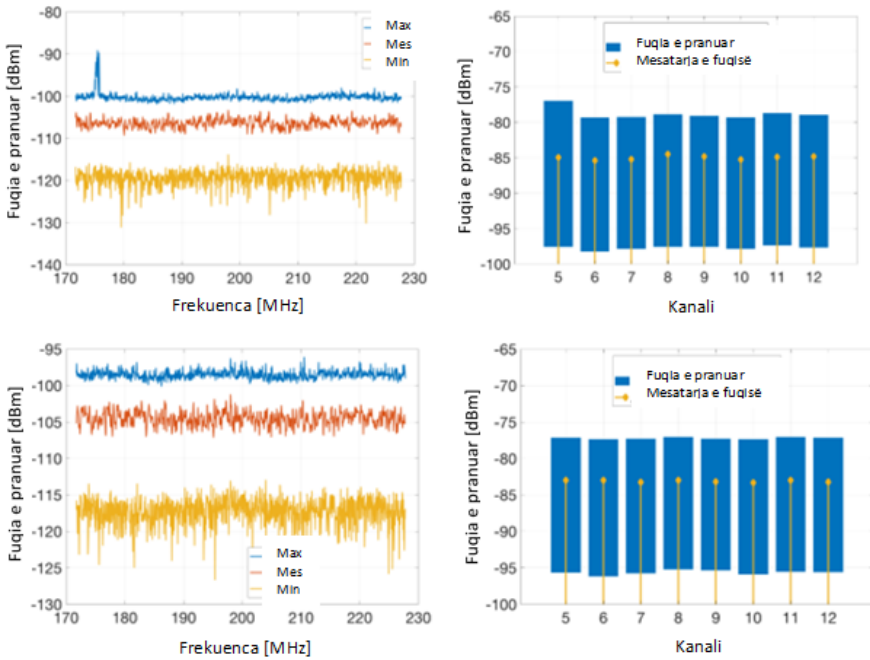 Fuqia e pranuar [dBm]
-80
-90
-100
-110
-120
-130
-140
Max
Mes
Min
170 180 190 200 210 220 230
Frekuenca [MHz]
Fuqia e pranuar [dBm]
-65
-70
-75
-80
-85
-90
-95
-100
Fuqia e pranuar
Mesatarja e fuqisë
5 6 7 8 9 10 11 12
Kanali
Fuqia e pranuar [dBm]
-95
-100
-105
-110
-115
-120
-125
-130
Max
Mes
Min
170 180 190 200 210 220 230
Frekuenca [MHz]
Fuqia e pranuar [dBm]
-65
-70
-75
-80
-85
-90
-95
-100
Fuqia e pranuar
Mesatarja e fuqisë
5 6 7 8 9 10 11 12
Kanali